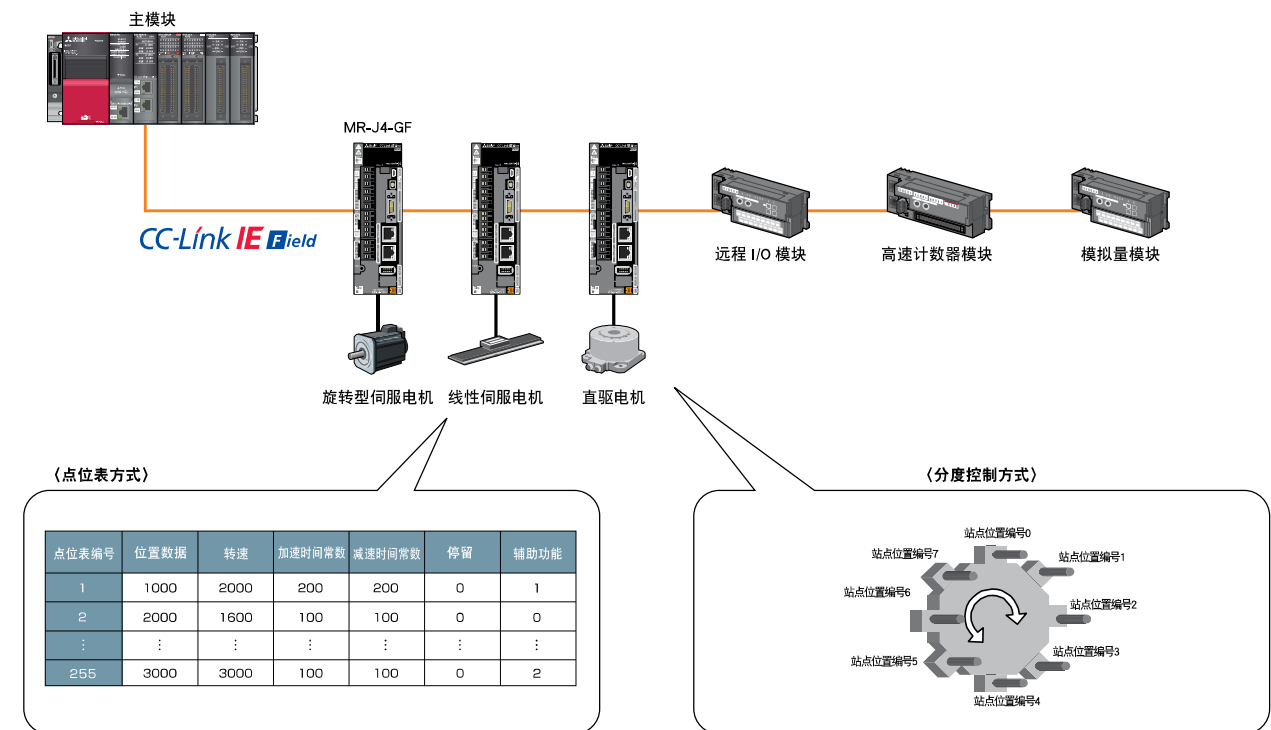 主模块
MR-J4-GF
CC-Link IE Field
远程 I/O 模块
高速计数器模块
模拟量模块
旋转型伺服电机
线性伺服电机
直驱电机
〈点位表方式〉
点位表编号 位置数据 转速 加速时间常数 减速时间常数 停留 辅助功能
1 1000 2000 200 200 0 1
2 2000 1600 100 100 0 0
⋮ ⋮ ⋮ ⋮ ⋮ ⋮ ⋮
255 3000 3000 100 100 0 2
〈分度控制方式〉
站点位置编号0
站点位置编号7
站点位置编号1
站点位置编号6
站点位置编号2
站点位置编号5
站点位置编号3
站点位置编号4